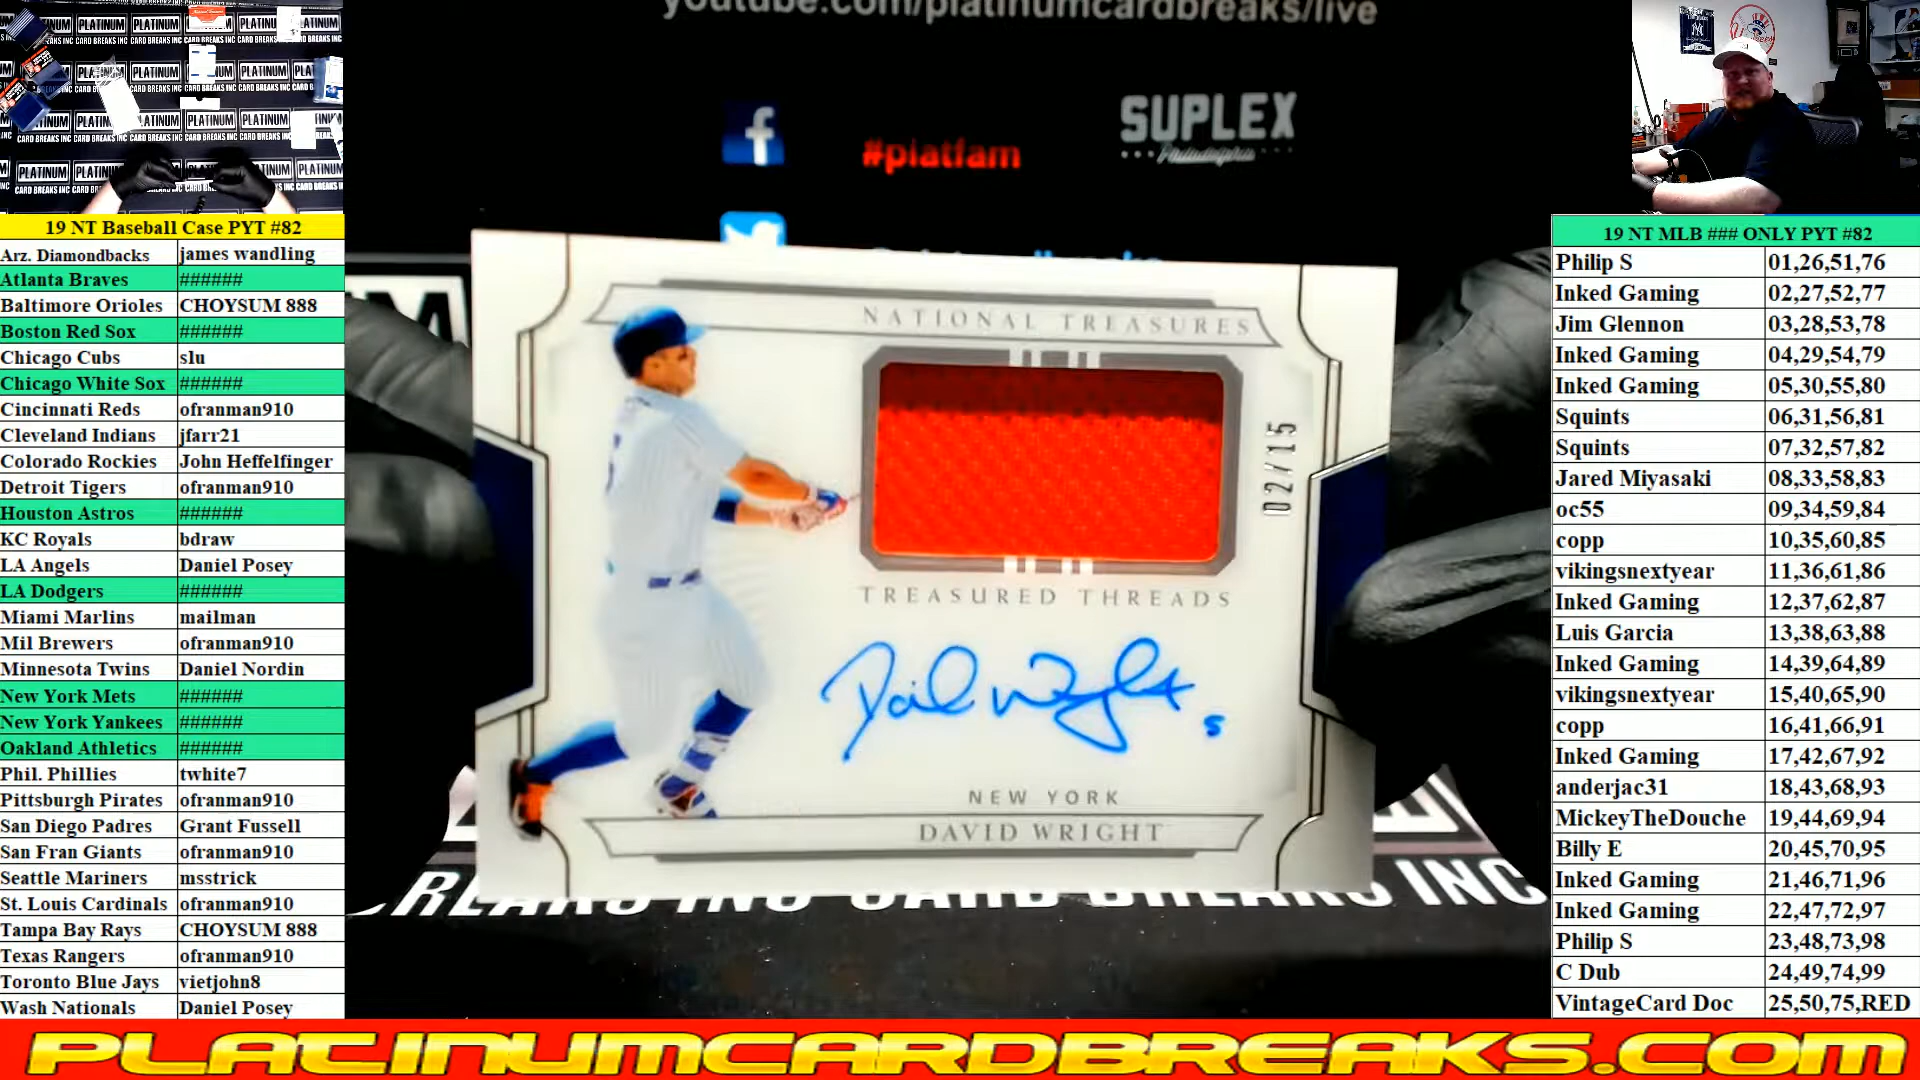 youtube.com/platinumcardbreaks/live
#platfam
SUPLEX
Philadelphia
PLATINUM
CARD BREAKS INC
19 NT Baseball Case PYT #82
Arz. Diamondbacks james wandling
Atlanta Braves ######
Baltimore Orioles CHOYSUM 888
Boston Red Sox ######
Chicago Cubs slu
Chicago White Sox ######
Cincinnati Reds ofranman910
Cleveland Indians jfarr21
Colorado Rockies John Heffelfinger
Detroit Tigers ofranman910
Houston Astros ######
KC Royals bdraw
LA Angels Daniel Posey
LA Dodgers ######
Miami Marlins mailman
Mil Brewers ofranman910
Minnesota Twins Daniel Nordin
New York Mets ######
New York Yankees ######
Oakland Athletics ######
Phil. Phillies twhite7
Pittsburgh Pirates ofranman910
San Diego Padres Grant Fussell
San Fran Giants ofranman910
Seattle Mariners msstrick
St. Louis Cardinals ofranman910
Tampa Bay Rays CHOYSUM 888
Texas Rangers ofranman910
Toronto Blue Jays vietjohn8
Wash Nationals Daniel Posey
NATIONAL TREASURES
02/15
TREASURED THREADS
David Wright 5
NEW YORK
DAVID WRIGHT
BREAKS INC CARD BREAKS INC
19 NT MLB ### ONLY PYT #82
Philip S 01,26,51,76
Inked Gaming 02,27,52,77
Jim Glennon 03,28,53,78
Inked Gaming 04,29,54,79
Inked Gaming 05,30,55,80
Squints 06,31,56,81
Squints 07,32,57,82
Jared Miyasaki 08,33,58,83
oc55 09,34,59,84
copp 10,35,60,85
vikingsnextyear 11,36,61,86
Inked Gaming 12,37,62,87
Luis Garcia 13,38,63,88
Inked Gaming 14,39,64,89
vikingsnextyear 15,40,65,90
copp 16,41,66,91
Inked Gaming 17,42,67,92
anderjac31 18,43,68,93
MickeyTheDouche 19,44,69,94
Billy E 20,45,70,95
Inked Gaming 21,46,71,96
Inked Gaming 22,47,72,97
Philip S 23,48,73,98
C Dub 24,49,74,99
VintageCard Doc 25,50,75,RED
PLATINUMCARDBREAKS.COM